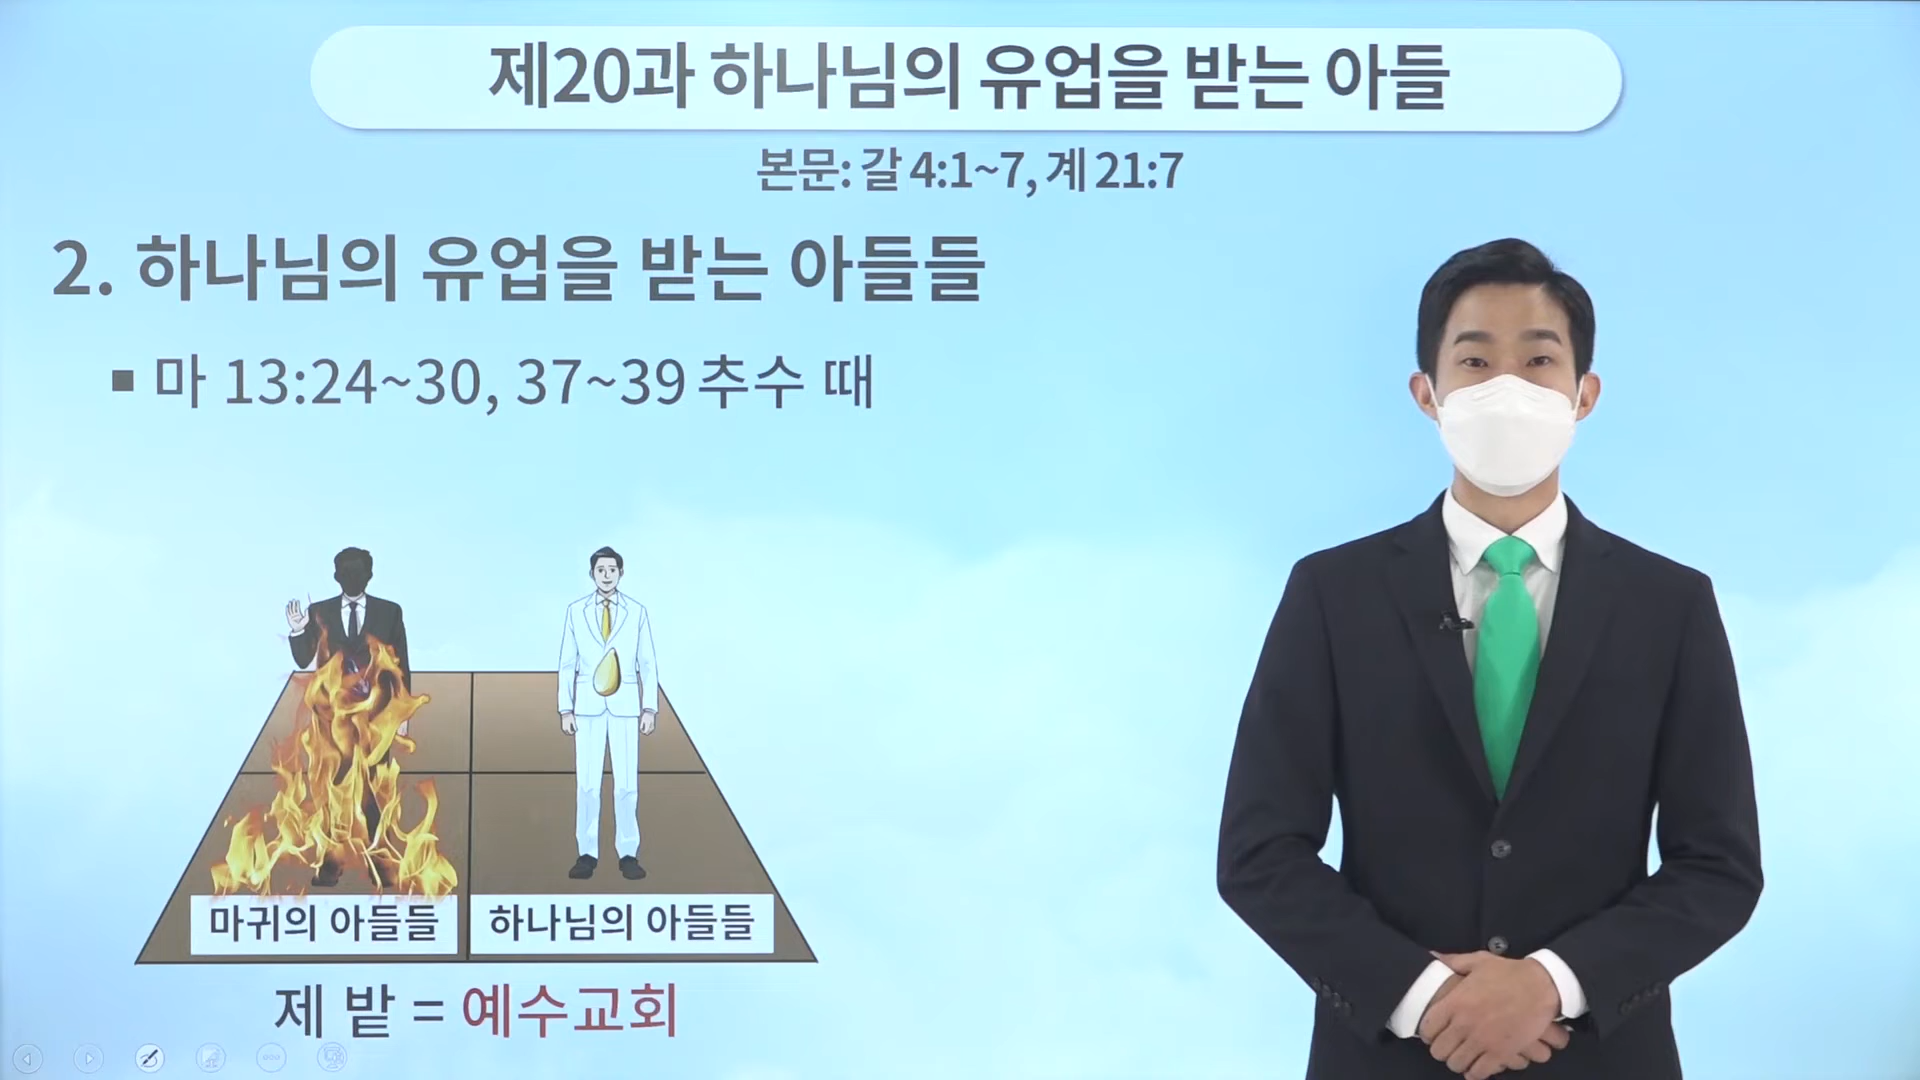 제20과 하나님의 유업을 받는 아들
본문: 갈 4:1~7, 계 21:7
2. 하나님의 유업을 받는 아들들
▪ 마 13:24~30, 37~39 추수 때
마귀의 아들들
하나님의 아들들
제 밭 = 예수교회